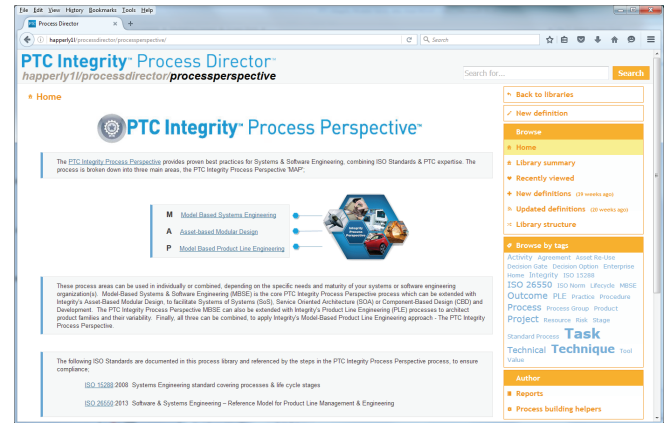 File Edit View History Bookmarks Tools Help
Process Director × +
happerly1l/processdirector/processperspective/
Search
PTC Integrity™ Process Director™
happerly1l/processdirector/processperspective
Search for...
Search
Home
PTC Integrity™ Process Perspective™
The PTC Integrity Process Perspective provides proven best practices for Systems & Software Engineering, combining ISO Standards & PTC expertise. The
process is broken down into three main areas, the PTC Integrity Process Perspective 'MAP';
M Model Based Systems Engineering
A Asset-based Modular Design
P Model Based Product Line Engineering
Integrity
Process
Perspective
These process areas can be used in individually or combined, depending on the specific needs and maturity of your systems or software engineering
organization(s). Model-Based Systems & Software Engineering (MBSE) is the core PTC Integrity Process Perspective process which can be extended with
Integrity's Asset-Based Modular Design, to facilitate Systems of Systems (SoS), Service Oriented Architecture (SOA) or Component-Based Design (CBD) and
Development. The PTC Integrity Process Perspective MBSE can also be extended with Integrity's Product Line Engineering (PLE) processes to architect
product families and their variability. Finally, all three can be combined, to apply Integrity's Model-Based Product Line Engineering approach - The PTC Integrity
Process Perspective.
The following ISO Standards are documented in this process library and referenced by the steps in the PTC Integrity Process Perspective process, to ensure
compliance;
ISO 15288:2008 Systems Engineering standard covering processes & life cycle stages
ISO 26550:2013 Software & Systems Engineering – Reference Model for Product Line Management & Engineering
Back to libraries
New definition
Browse
Home
Library summary
Recently viewed
New definitions (19 weeks ago)
Updated definitions (20 weeks ago)
Library structure
Browse by tags
Activity Agreement Asset Re-Use
Decision Gate Decision Option Enterprise
Home Integrity ISO 15288
ISO 26550 ISO Norm Lifecycle MBSE
Outcome PLE Practice Procedure
Process Process Group Product
Project Resource Risk Stage
Standard Process Task
Technical Technique Tool
Value
Author
Reports
Process building helpers